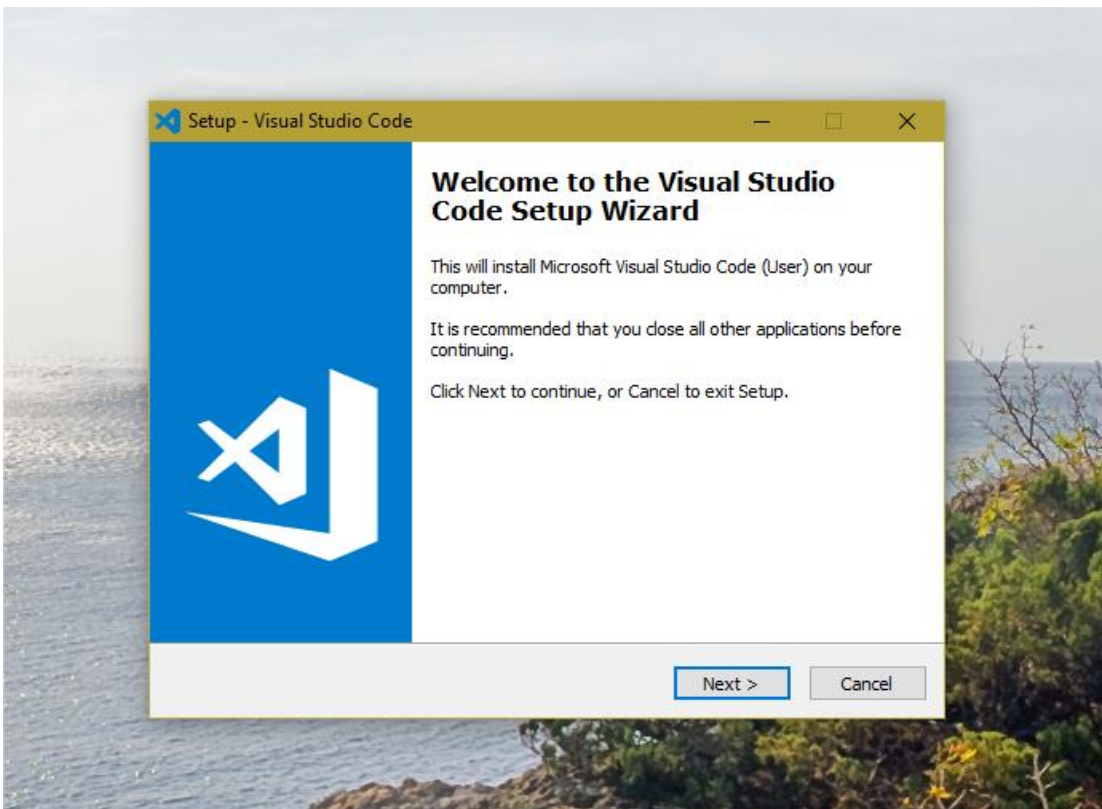 Setup - Visual Studio Code
Welcome to the Visual Studio
Code Setup Wizard
This will install Microsoft Visual Studio Code (User) on your
computer.
It is recommended that you close all other applications before
continuing.
Click Next to continue, or Cancel to exit Setup.
Next >
Cancel